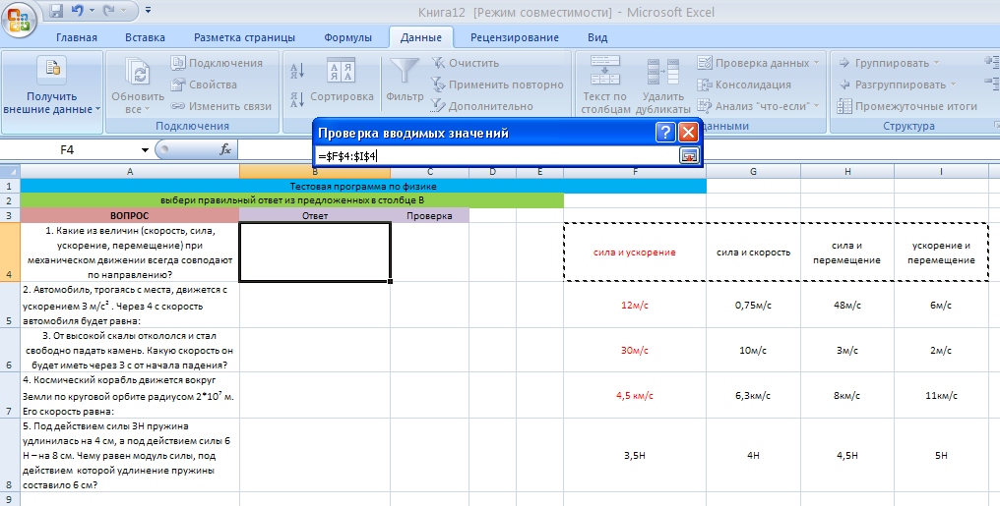 Книга12 [Режим совместимости] - Microsoft Excel
Главная Вставка Разметка страницы Формулы Данные Рецензирование Вид
Получить внешние данные
Обновить все
Подключения
Свойства
Изменить связи
Подключения
Сортировка
Фильтр
Очистить
Применить повторно
Дополнительно
Текст по столбцам
Удалить дубликаты
Проверка данных
Консолидация
Анализ "что-если"
данными
Группировать
Разгруппировать
Промежуточные итоги
Структура
Проверка вводимых значений
=$F$4:$I$4
F4 fx
A B C D E F G H I
1 Тестовая программа по физике
2 выбери правильный ответ из предложенных в столбце В
3 ВОПРОС Ответ Проверка
1. Какие из величин (скорость, сила,
ускорение, перемещение) при
механическом движении всегда совподают
по направлению?
4
сила и ускорение
сила и скорость
сила и
перемещение
ускорение и
перемещение
2. Автомобиль, трогаясь с места, движется с
ускорением 3 м/с² . Через 4 с скорость
автомобиля будет равна:
5
12м/с 0,75м/с 48м/с 6м/с
3. От высокой скалы откололся и стал
свободно падать камень. Какую скорость он
будет иметь через 3 с от начала падения?
6
30м/с 10м/с 3м/с 2м/с
4. Космический корабль движется вокруг
Земли по круговой орбите радиусом 2*10⁷ м.
Его скорость равна:
7
4,5 км/с 6,3км/с 8км/с 11км/с
5. Под действием силы 3Н пружина
удлинилась на 4 см, а под действием силы 6
Н – на 8 см. Чему равен модуль силы, под
действием которой удлинение пружины
составило 6 см?
8
3,5Н 4Н 4,5Н 5Н
9